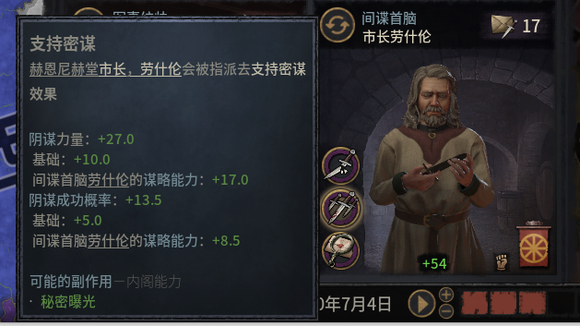 支持密谋
赫恩尼赫堂市长，劳什伦会被指派去支持密谋
效果
阴谋力量：+27.0
基础：+10.0
间谍首脑劳什伦的谋略能力：+17.0
阴谋成功概率：+13.5
基础：+5.0
间谍首脑劳什伦的谋略能力：+8.5
可能的副作用－内阁能力
· 秘密曝光
间谍首脑
市长劳什伦
17
+54
0年7月4日